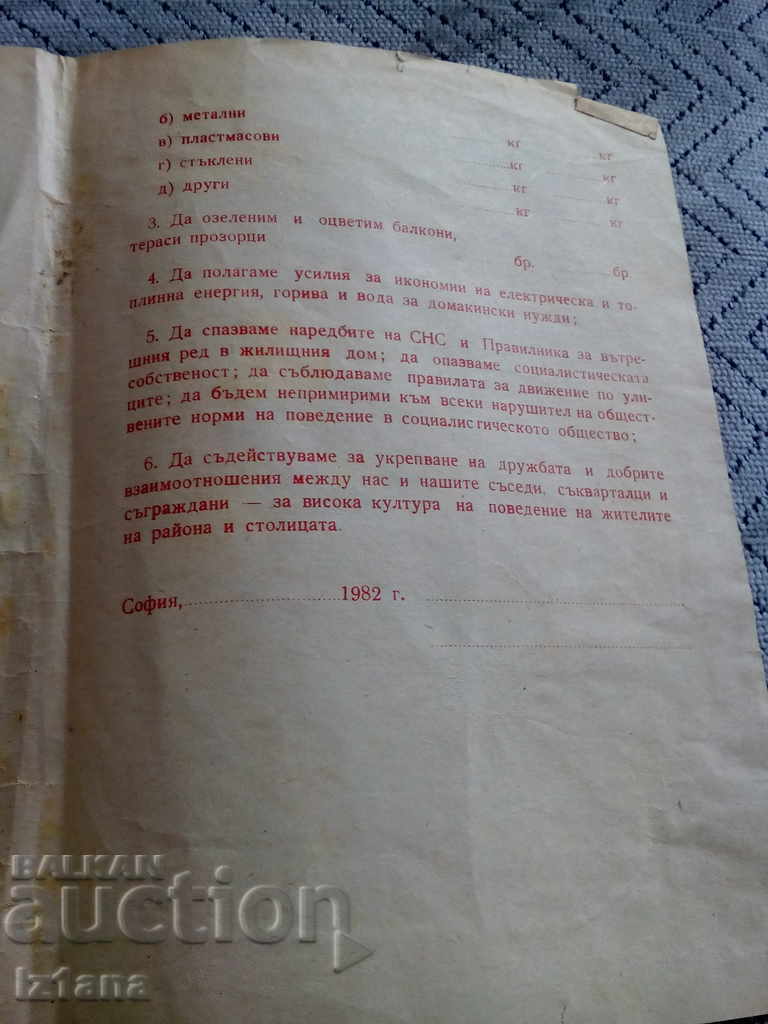 б) метални
в) пластмасови ............кг ............кг
г) стъклени ............кг ............кг
д) други ............кг ............кг
............кг ............кг
3. Да озеленим и оцветим балкони,
тераси прозорци
бр. ............бр.
4. Да полагаме усилия за икономии на електрическа и то-
плинна енергия, горива и вода за домакински нужди;
5. Да спазваме наредбите на СНС и Правилника за вътре-
шния ред в жилищния дом; да опазваме социалистическата
собственост; да съблюдаваме правилата за движение по ули-
ците; да бъдем непримирими към всеки нарушител на общест-
вените норми на поведение в социалистическото общество;
6. Да съдействуваме за укрепване на дружбата и добрите
взаимоотношения между нас и нашите съседи, съкварталци и
съграждани — за висока култура на поведение на жителите
на района и столицата.
София,............1982 г. ............
BALKAN
auction
Iz1ana